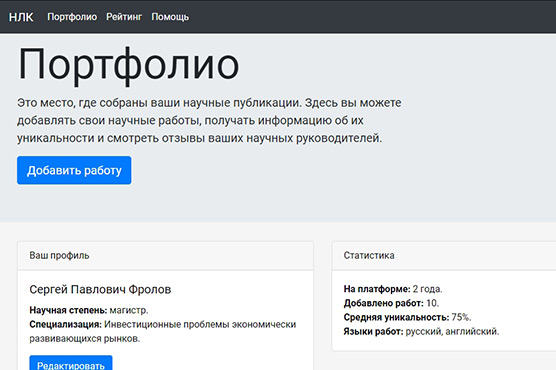 НЛК Портфолио Рейтинг Помощь
Портфолио
Это место, где собраны ваши научные публикации. Здесь вы можете
добавлять свои научные работы, получать информацию об их
уникальности и смотреть отзывы ваших научных руководителей.
Добавить работу
Ваш профиль
Сергей Павлович Фролов
Научная степень: магистр.
Специализация: Инвестиционные проблемы экономически
развивающихся рынков.
Редактировать
Статистика
На платформе: 2 года.
Добавлено работ: 10.
Средняя уникальность: 75%.
Языки работ: русский, английский.